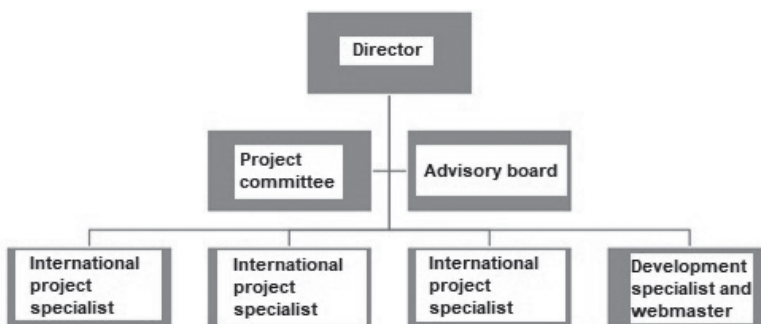 Director
Project
committee
Advisory board
International
project
specialist
International
project
specialist
International
project
specialist
Development
specialist and
webmaster